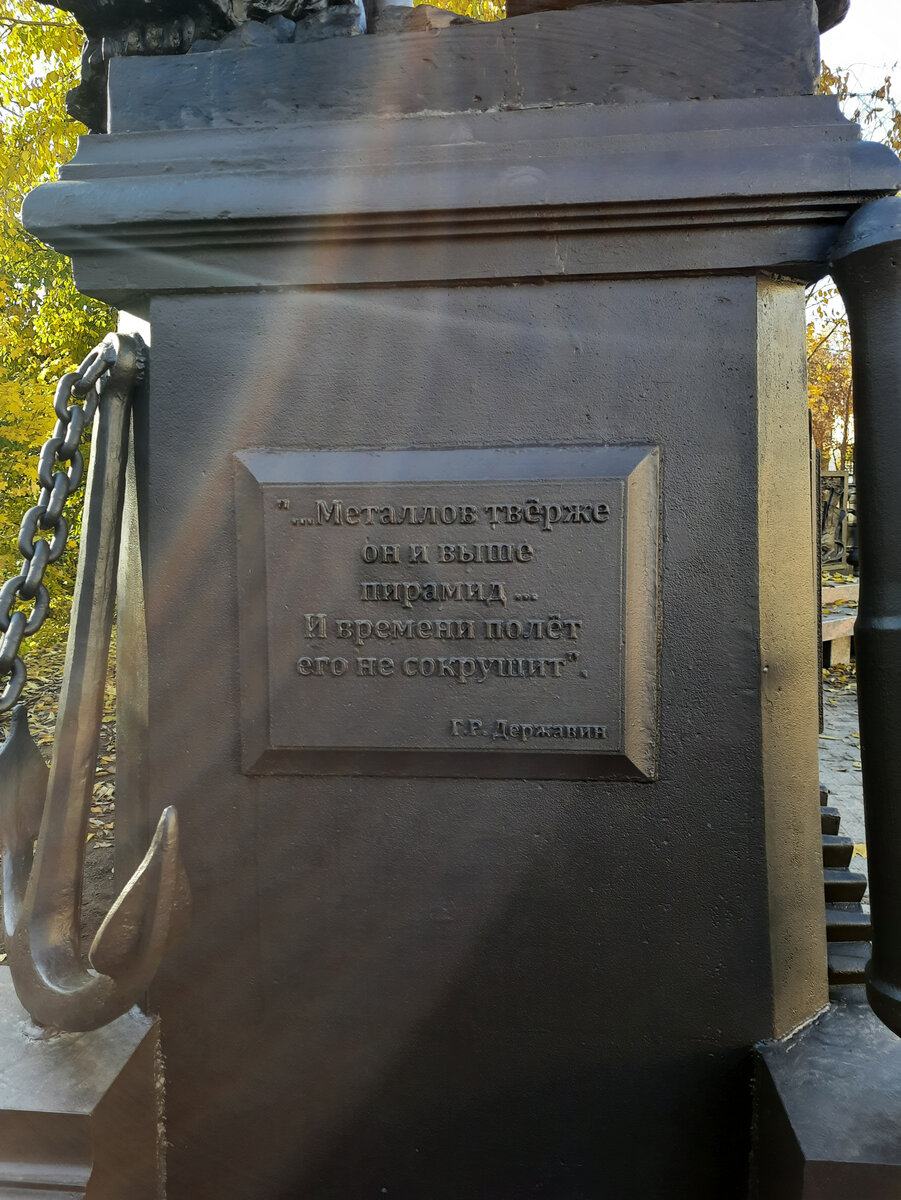 "...Металлов твёрже
он и выше
пирамид ...
И времени полёт
его не сокрушит".
Г.Р. Державин